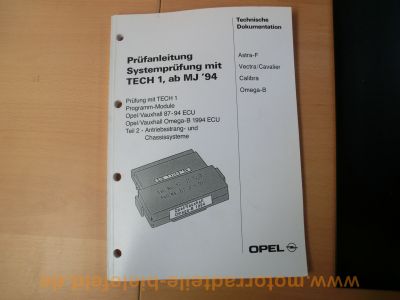 Technische
Dokumentation
Prüfanleitung
Systemprüfung mit
TECH 1, ab MJ '94
Astra-F
Vectra/Cavalier
Calibra
Omega-B
Prüfung mit TECH 1
Programm-Module
Opel/Vauxhall 87-94 ECU
Opel/Vauxhall Omega-B 1994 ECU
Teil 2 - Antriebsstrang- und
Chassissysteme
OPEL
www.motorradteile-bielefeld.de